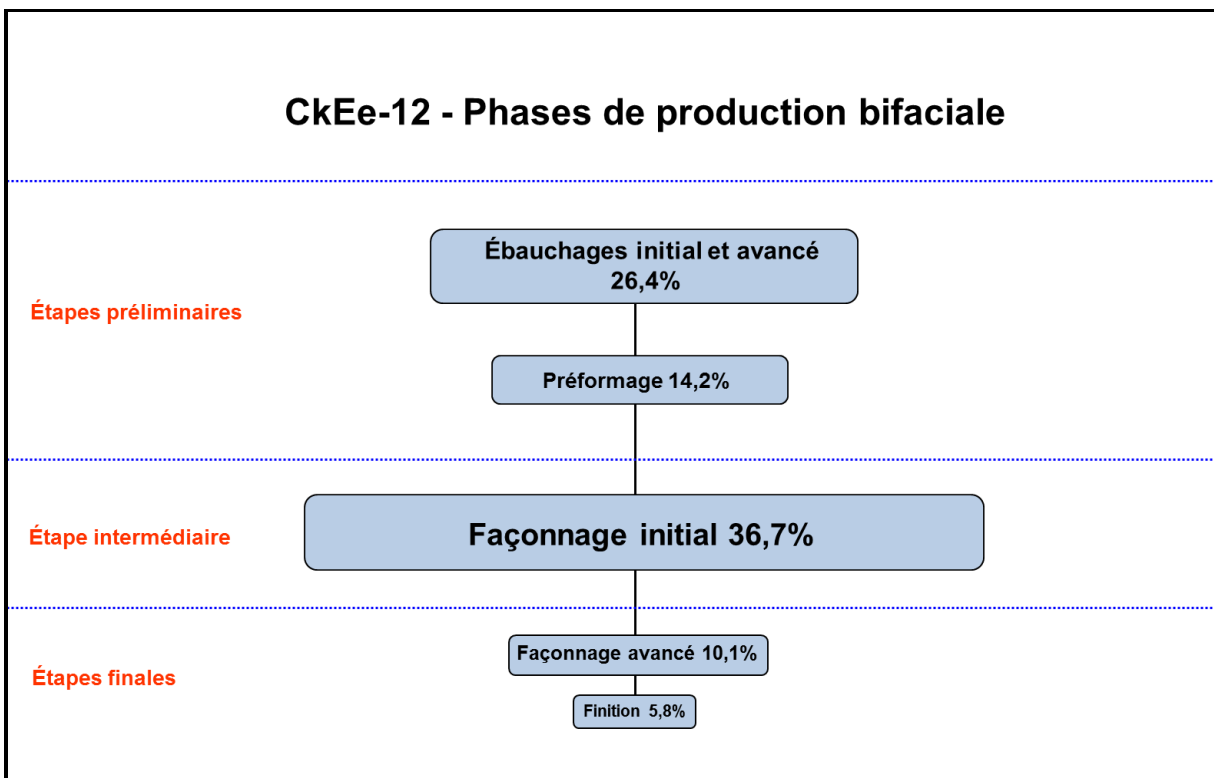 CkEe-12 - Phases de production bifaciale
Ébauchages initial et avancé
26,4%
Étapes préliminaires
Préformage 14,2%
Façonnage initial 36,7%
Étape intermédiaire
Façonnage avancé 10,1%
Étapes finales
Finition 5,8%